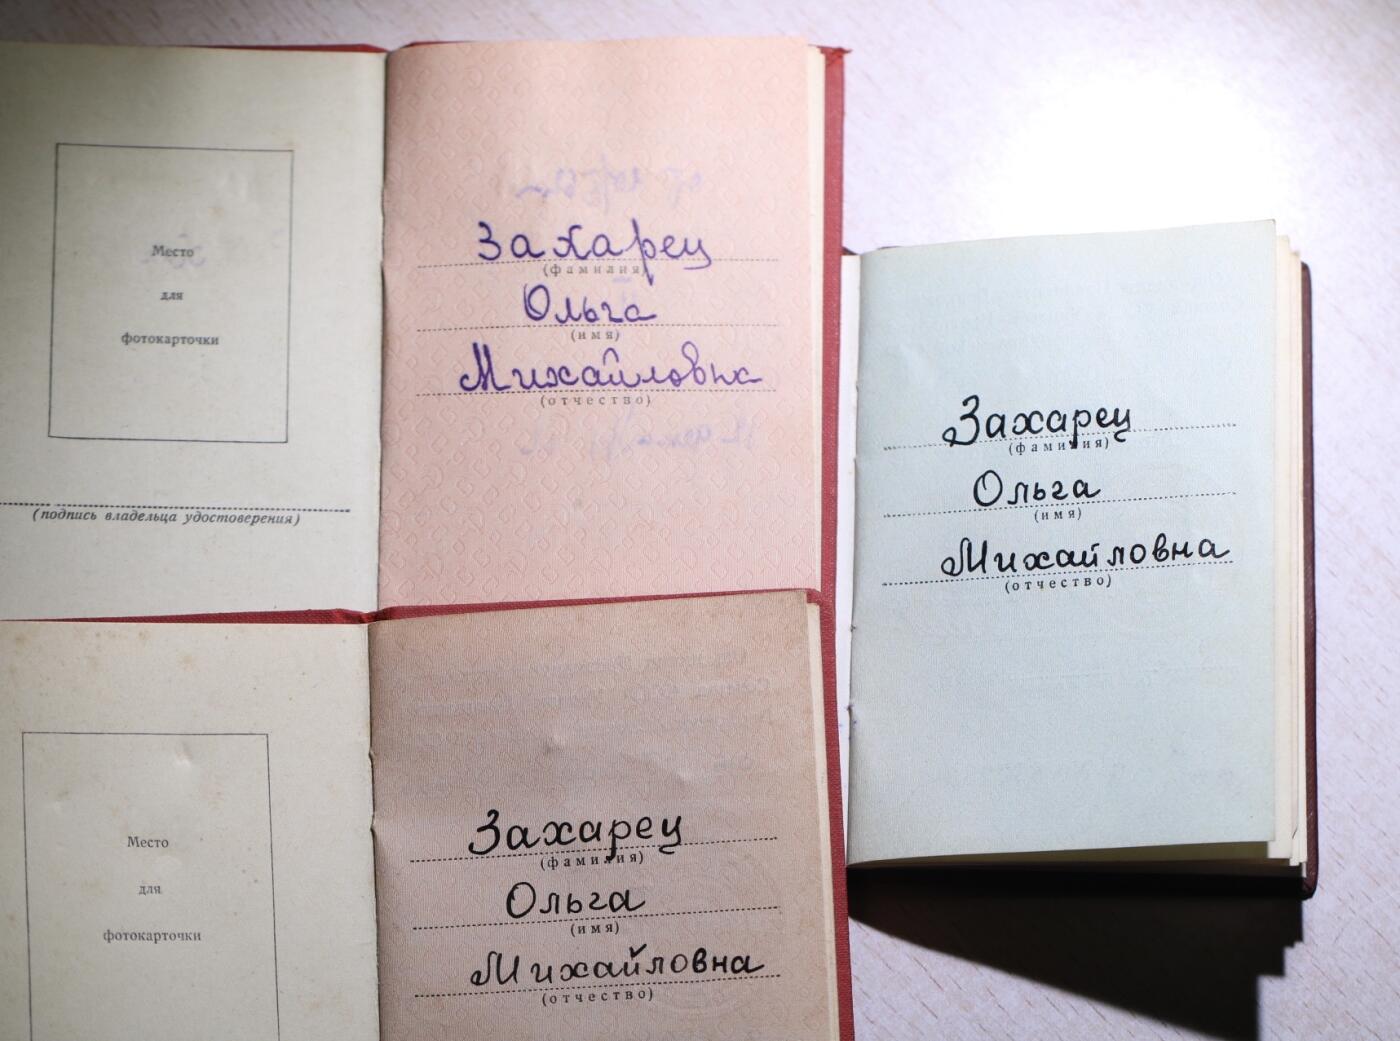 Место
для
фотокарточки
(подпись владельца удостоверения)
Захарец
(фамилия)
Ольга
(имя)
Михайловна
(отчество)
Место
для
фотокарточки
Захарец
(фамилия)
Ольга
(имя)
Михайловна
(отчество)
Захарец
(фамилия)
Ольга
(имя)
Михайловна
(отчество)